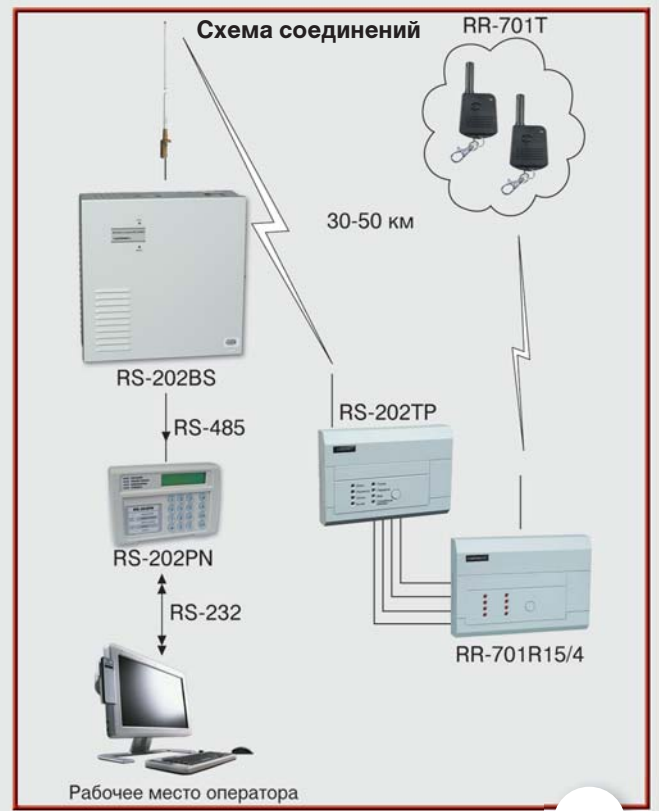 Схема соединений
RR-701T
30-50 км
RS-202BS
RS-202TP
RS-485
RS-202PN
RS-232
RR-701R15/4
Рабочее место оператора